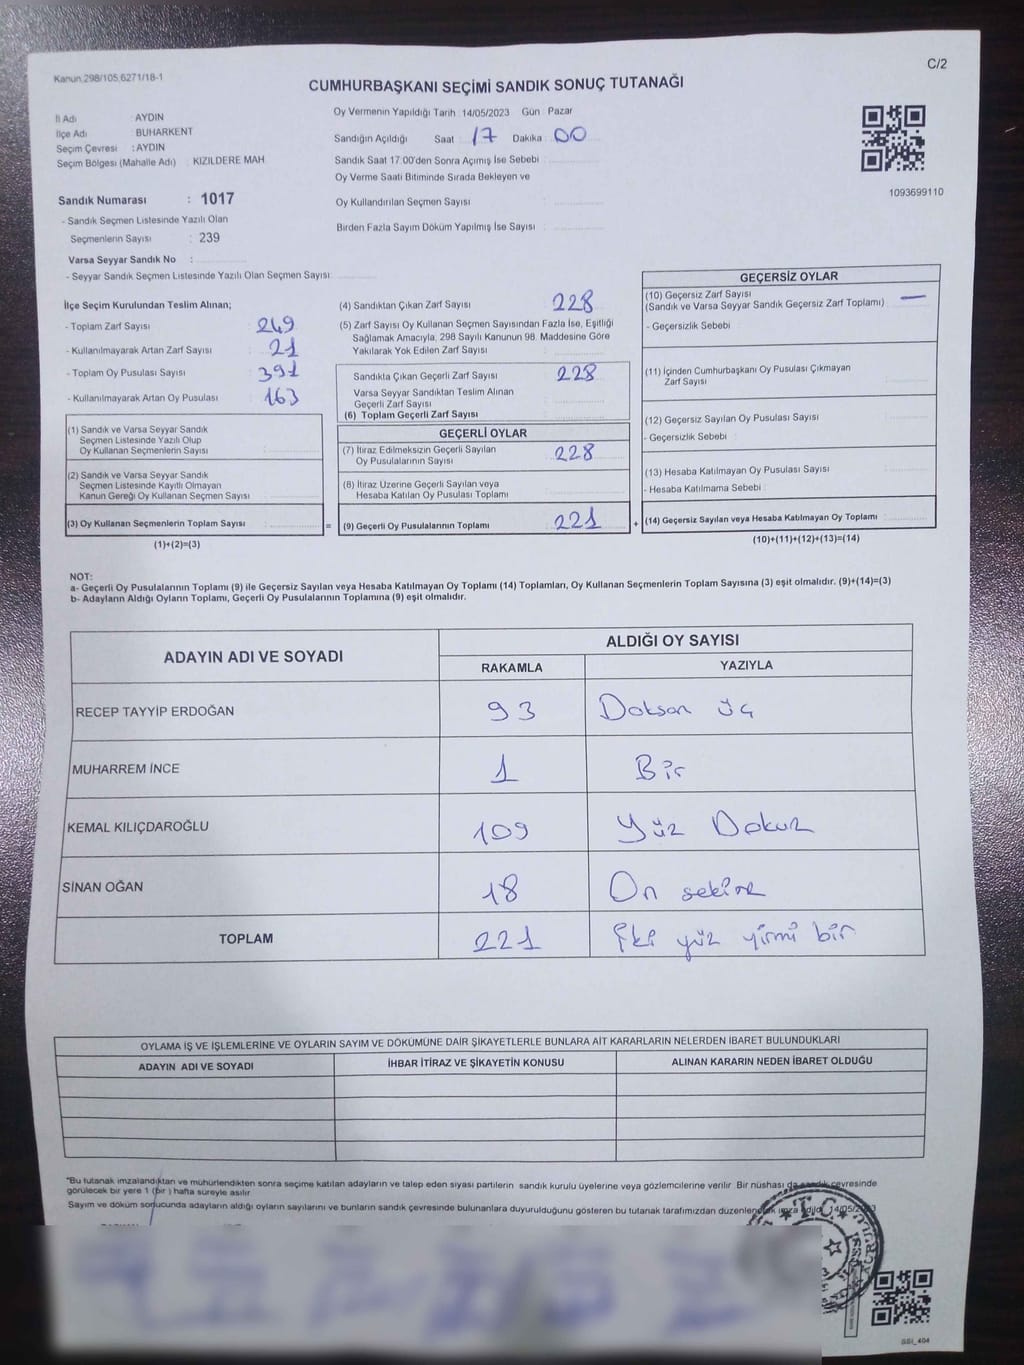 Kanun.298/105,6271/18-1
C/2
CUMHURBAŞKANI SEÇİMİ SANDIK SONUÇ TUTANAĞI
İl Adı : AYDIN
İlçe Adı : BUHARKENT
Seçim Çevresi : AYDIN
Seçim Bölgesi (Mahalle Adı) : KIZILDERE MAH
Sandık Numarası : 1017
- Sandık Seçmen Listesinde Yazılı Olan
Seçmenlerin Sayısı : 239
Varsa Seyyar Sandık No :
- Seyyar Sandık Seçmen Listesinde Yazılı Olan Seçmen Sayısı:
Oy Vermenin Yapıldığı Tarih : 14/05/2023 Gün : Pazar
Sandığın Açıldığı Saat : 17 Dakika : 00
Sandık Saat 17.00'den Sonra Açımış İse Sebebi :
Oy Verme Saati Bitiminde Sırada Bekleyen ve
Oy Kullandırılan Seçmen Sayısı :
Birden Fazla Sayım Döküm Yapılmış İse Sayısı :
1093699110
İlçe Seçim Kurulundan Teslim Alınan;
- Toplam Zarf Sayısı : 249
- Kullanılmayarak Artan Zarf Sayısı : 21
- Toplam Oy Pusulası Sayısı : 391
- Kullanılmayarak Artan Oy Pusulası : 163
(1) Sandık ve Varsa Seyyar Sandık
Seçmen Listesinde Yazılı Olup
Oy Kullanan Seçmenlerin Sayısı :
(2) Sandık ve Varsa Seyyar Sandık
Seçmen Listesinde Kayıtlı Olmayan
Kanun Gereği Oy Kullanan Seçmen Sayısı :
(3) Oy Kullanan Seçmenlerin Toplam Sayısı :
(1)+(2)=(3)
=
(4) Sandıktan Çıkan Zarf Sayısı : 228
(5) Zarf Sayısı Oy Kullanan Seçmen Sayısından Fazla İse, Eşitliği
Sağlamak Amacıyla, 298 Sayılı Kanunun 98. Maddesine Göre
Yakılarak Yok Edilen Zarf Sayısı :
Sandıkta Çıkan Geçerli Zarf Sayısı : 228
Varsa Seyyar Sandıktan Teslim Alınan
Geçerli Zarf Sayısı :
(6) Toplam Geçerli Zarf Sayısı :
GEÇERLİ OYLAR
(7) İtiraz Edilmeksizin Geçerli Sayılan
Oy Pusulalarının Sayısı : 228
(8) İtiraz Uzerine Geçerli Sayılan veya
Hesaba Katılan Oy Pusulası Toplamı :
(9) Geçerli Oy Pusulalarının Toplamı : 221
+
GEÇERSİZ OYLAR
(10) Geçersiz Zarf Sayısı
(Sandık ve Varsa Seyyar Sandık Geçersiz Zarf Toplamı) : —
- Geçersizlik Sebebi :
(11) İçinden Cumhurbaşkanı Oy Pusulası Çıkmayan
Zarf Sayısı :
(12) Geçersiz Sayılan Oy Pusulası Sayısı :
- Geçersizlik Sebebi :
(13) Hesaba Katılmayan Oy Pusulası Sayısı :
- Hesaba Katılmama Sebebi :
(14) Geçersiz Sayılan veya Hesaba Katılmayan Oy Toplamı :
(10)+(11)+(12)+(13)=(14)
NOT:
a- Geçerli Oy Pusulalarının Toplamı (9) ile Geçersiz Sayılan veya Hesaba Katılmayan Oy Toplamı (14) Toplamları, Oy Kullanan Seçmenlerin Toplam Sayısına (3) eşit olmalıdır. (9)+(14)=(3)
b- Adayların Aldığı Oyların Toplamı, Geçerli Oy Pusulalarının Toplamına (9) eşit olmalıdır.
ADAYIN ADI VE SOYADI
ALDIĞI OY SAYISI
RAKAMLA YAZIYLA
RECEP TAYYİP ERDOĞAN 93 Doksan üç
MUHARREM İNCE 1 Bir
KEMAL KILIÇDAROĞLU 109 Yüz Dokuz
SİNAN OĞAN 18 On sekiz
TOPLAM 221 İki yüz yirmi bir
OYLAMA İŞ VE İŞLEMLERİNE VE OYLARIN SAYIM VE DÖKÜMÜNE DAİR ŞİKAYETLERLE BUNLARA AİT KARARLARIN NELERDEN İBARET BULUNDUKLARI
ADAYIN ADI VE SOYADI İHBAR İTİRAZ VE ŞİKAYETİN KONUSU ALINAN KARARIN NEDEN İBARET OLDUĞU
"Bu tutanak imzalandıktan ve mühürlendikten sonra seçime katılan adayların ve talep eden siyasi partilerin sandık kurulu üyelerine veya gözlemcilerine verilir. Bir nüshası da sandık çevresinde
görülecek bir yere 1 (bir ) hafta süreyle asılır.
Sayım ve döküm sonucunda adayların aldığı oyların sayılarını ve bunların sandık çevresinde bulunanlara duyurulduğunu gösteren bu tutanak tarafımızdan düzenlenerek imza edildi. 14/05/2023
GSI_404